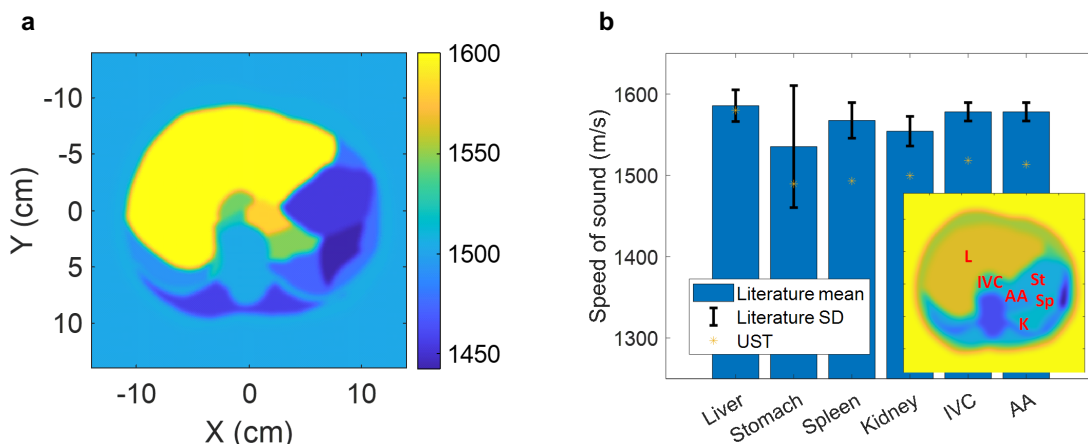 a
1600
1550
1500
1450
-10
-5
0
5
10
Y (cm)
-10
0
10
X (cm)
b
1600
1500
1400
1300
Speed of sound (m/s)
Literature mean
Literature SD
UST
L
IVC
St
AA
Sp
K
Liver
Stomach
Spleen
Kidney
IVC
AA